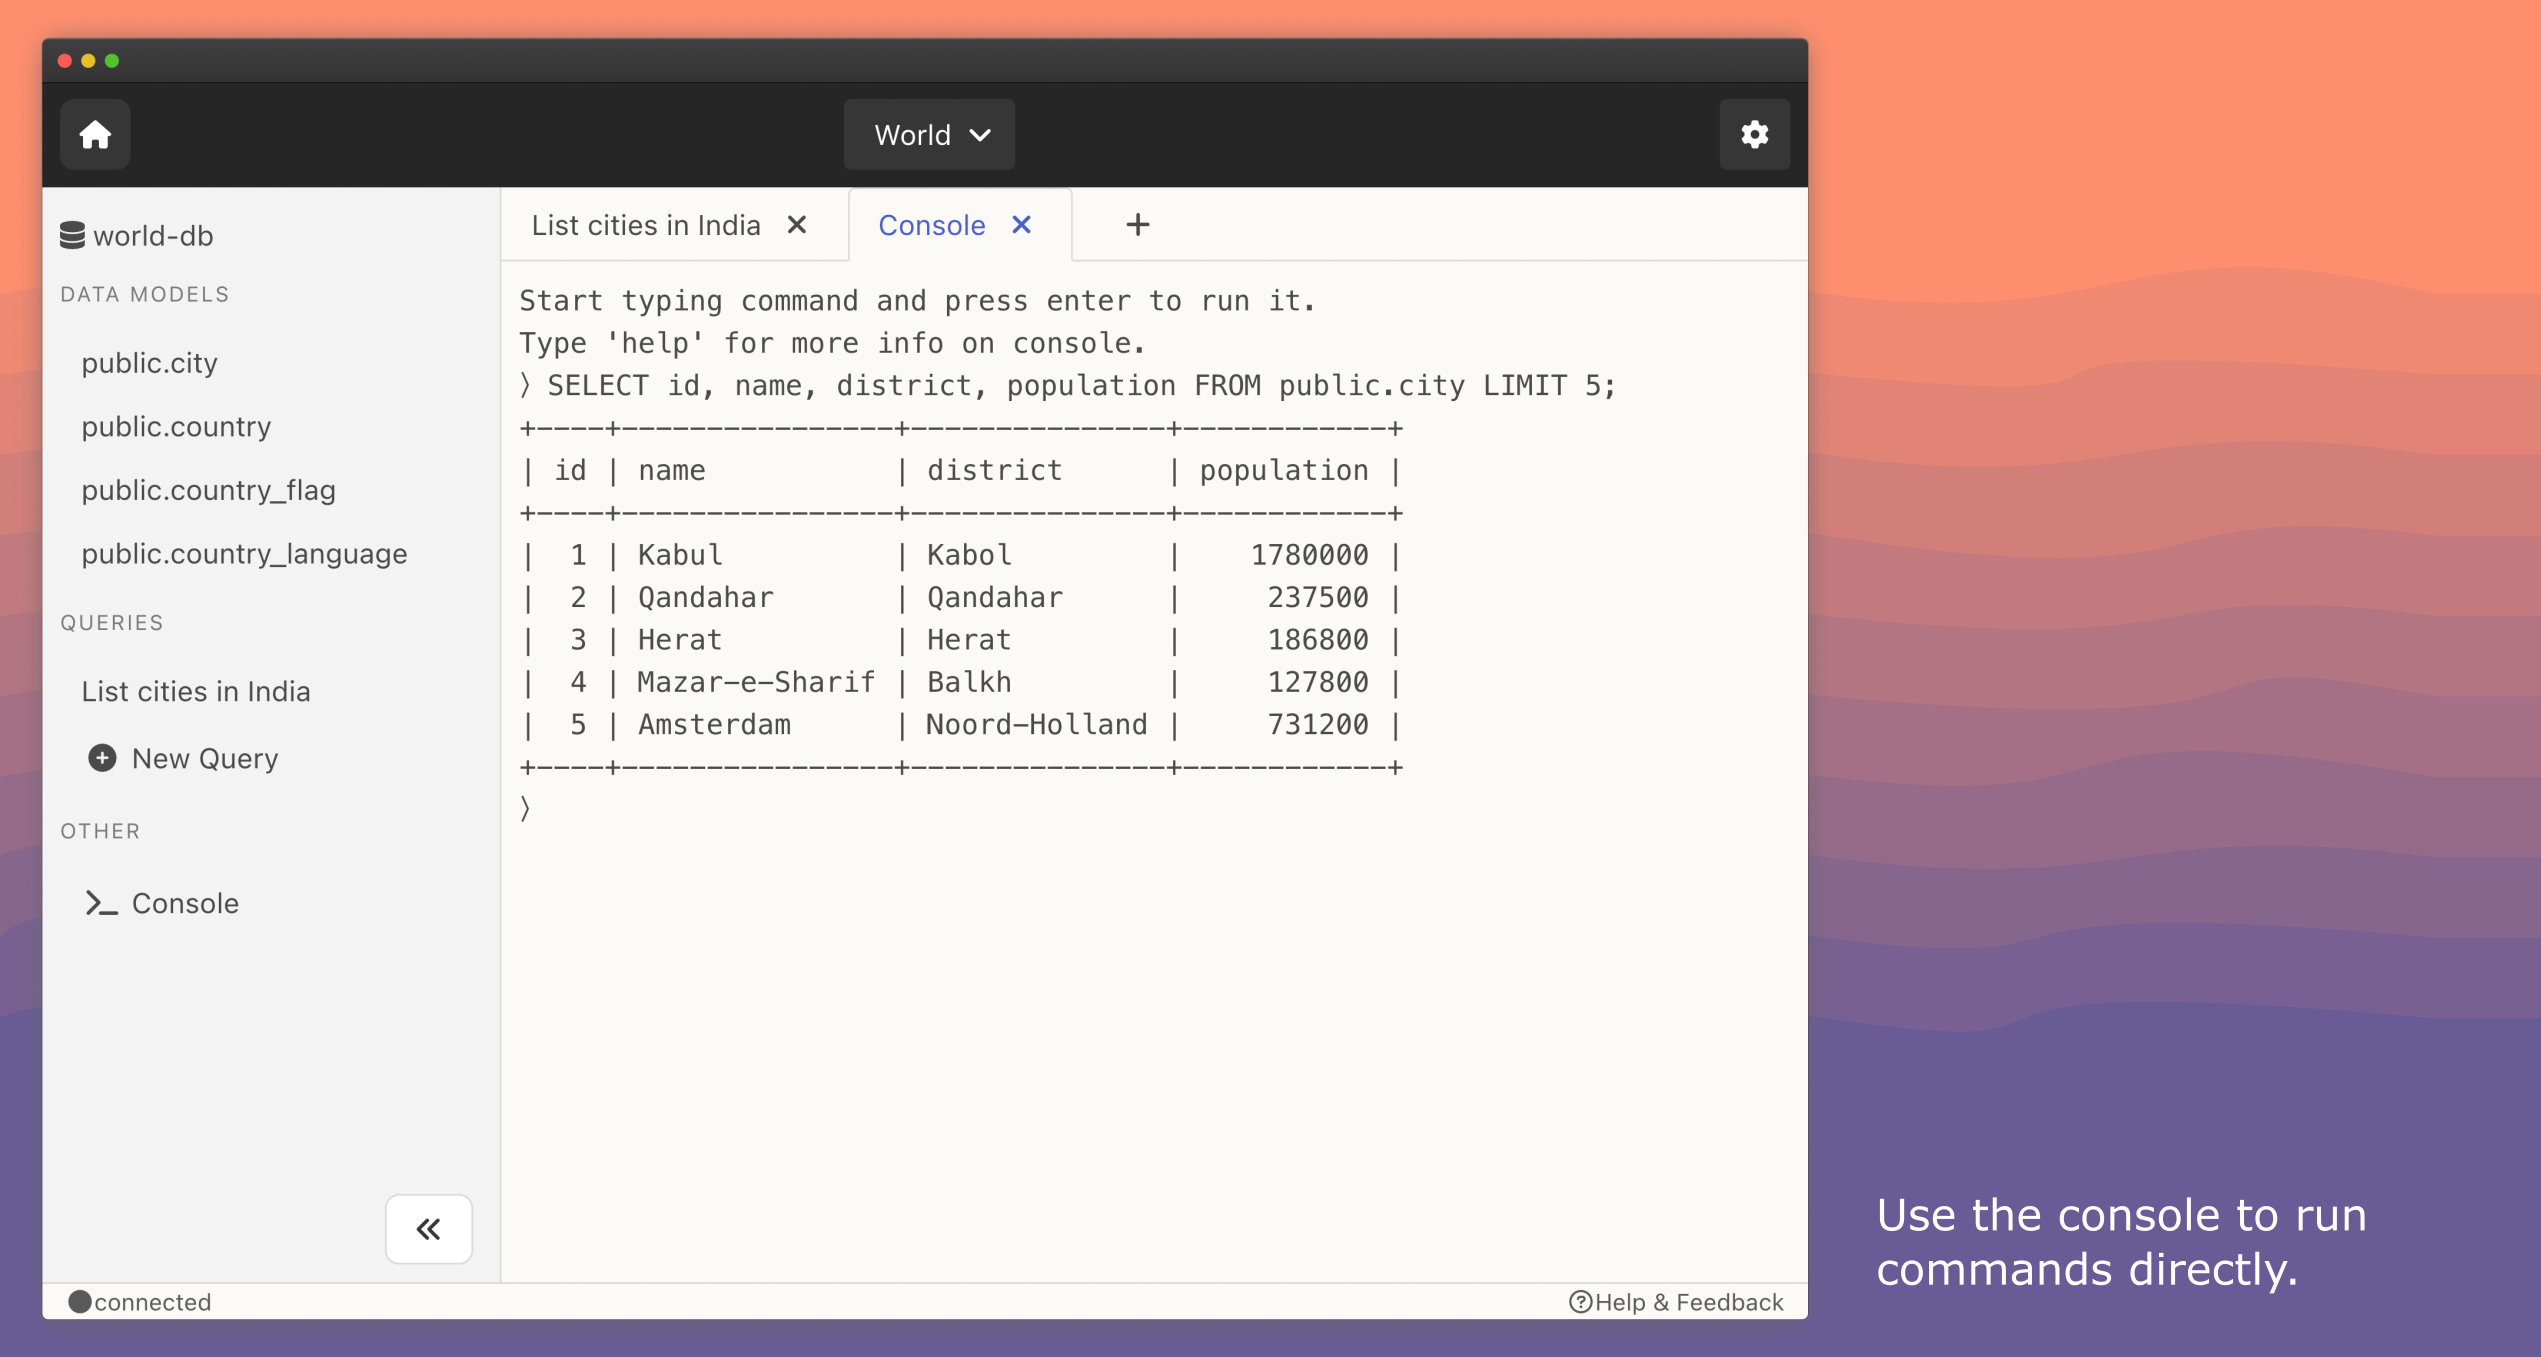 World
world-db
DATA MODELS
public.city
public.country
public.country_flag
public.country_language
QUERIES
List cities in India
New Query
OTHER
Console
List cities in India
Console
Start typing command and press enter to run it.
Type 'help' for more info on console.
> SELECT id, name, district, population FROM public.city LIMIT 5;
+----+----------------+---------------+------------+
| id | name           | district      | population |
+----+----------------+---------------+------------+
|  1 | Kabul          | Kabol         |    1780000 |
|  2 | Qandahar       | Qandahar      |     237500 |
|  3 | Herat          | Herat         |     186800 |
|  4 | Mazar-e-Sharif | Balkh         |     127800 |
|  5 | Amsterdam      | Noord-Holland |     731200 |
+----+----------------+---------------+------------+
>
connected
Help & Feedback
Use the console to run
commands directly.